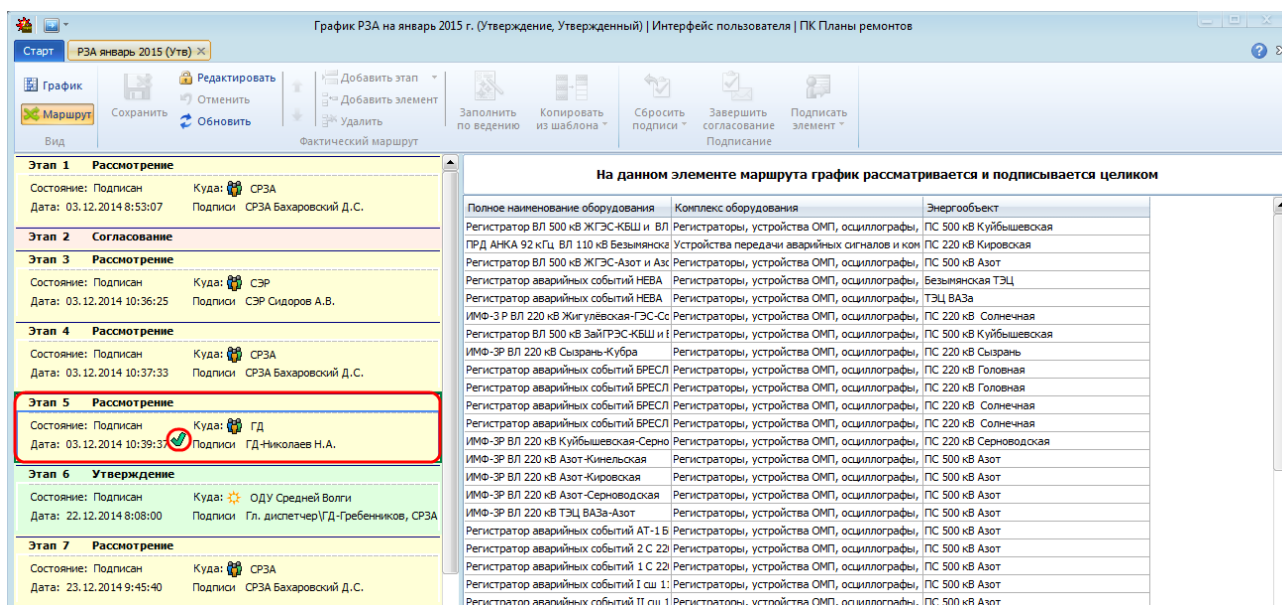 График РЗА на январь 2015 г. (Утверждение, Утвержденный) | Интерфейс пользователя | ПК Планы ремонтов
Старт РЗА январь 2015 (Утв)
График
Маршрут
Вид
Сохранить
Редактировать
Отменить
Обновить
Добавить этап
Добавить элемент
Удалить
Фактический маршрут
Заполнить по ведению
Копировать из шаблона
Сбросить подписи
Завершить согласование
Подписать элемент
Подписание
Этап 1 Рассмотрение
Состояние: Подписан Куда: СРЗА
Дата: 03.12.2014 8:53:07 Подписи СРЗА Бахаровский Д.С.
Этап 2 Согласование
Этап 3 Рассмотрение
Состояние: Подписан Куда: СЭР
Дата: 03.12.2014 10:36:25 Подписи СЭР Сидоров А.В.
Этап 4 Рассмотрение
Состояние: Подписан Куда: СРЗА
Дата: 03.12.2014 10:37:33 Подписи СРЗА Бахаровский Д.С.
Этап 5 Рассмотрение
Состояние: Подписан Куда: ГД
Дата: 03.12.2014 10:39:37 Подписи ГД-Николаев Н.А.
Этап 6 Утверждение
Состояние: Подписан Куда: ОДУ Средней Волги
Дата: 22.12.2014 8:08:00 Подписи Гл. диспетчер\ГД-Гребенников, СРЗА
Этап 7 Рассмотрение
Состояние: Подписан Куда: СРЗА
Дата: 23.12.2014 9:45:40 Подписи СРЗА Бахаровский Д.С.
На данном элементе маршрута график рассматривается и подписывается целиком
Полное наименование оборудования Комплекс оборудования Энергообъект
Регистратор ВЛ 500 кВ ЖГЭС-КБШ и ВЛ Регистраторы, устройства ОМП, осциллографы, ПС 500 кВ Куйбышевская
ПРД АНКА 92 кГц ВЛ 110 кВ Безымянска Устройства передачи аварийных сигналов и ком ПС 220 кВ Кировская
Регистратор ВЛ 500 кВ ЖГЭС-Азот и Азо Регистраторы, устройства ОМП, осциллографы, ПС 500 кВ Азот
Регистратор аварийных событий НЕВА Регистраторы, устройства ОМП, осциллографы, Безымянская ТЭЦ
Регистратор аварийных событий НЕВА Регистраторы, устройства ОМП, осциллографы, ТЭЦ ВАЗа
ИМФ-3 Р ВЛ 220 кВ Жигулёвская-ГЭС-Со Регистраторы, устройства ОМП, осциллографы, ПС 220 кВ Солнечная
Регистратор ВЛ 500 кВ ЗайГРЭС-КБШ и Регистраторы, устройства ОМП, осциллографы, ПС 500 кВ Куйбышевская
ИМФ-3Р ВЛ 220 кВ Сызрань-Кубра Регистраторы, устройства ОМП, осциллографы, ПС 220 кВ Сызрань
Регистратор аварийных событий БРЕСЛ Регистраторы, устройства ОМП, осциллографы, ПС 220 кВ Головная
Регистратор аварийных событий БРЕСЛ Регистраторы, устройства ОМП, осциллографы, ПС 220 кВ Головная
Регистратор аварийных событий БРЕСЛ Регистраторы, устройства ОМП, осциллографы, ПС 220 кВ Солнечная
Регистратор аварийных событий БРЕСЛ Регистраторы, устройства ОМП, осциллографы, ПС 220 кВ Солнечная
ИМФ-3Р ВЛ 220 кВ Куйбышевская-Серно Регистраторы, устройства ОМП, осциллографы, ПС 220 кВ Серноводская
ИМФ-3Р ВЛ 220 кВ Азот-Кинельская Регистраторы, устройства ОМП, осциллографы, ПС 500 кВ Азот
ИМФ-3Р ВЛ 220 кВ Азот-Кировская Регистраторы, устройства ОМП, осциллографы, ПС 500 кВ Азот
ИМФ-3Р ВЛ 220 кВ Азот-Серноводская Регистраторы, устройства ОМП, осциллографы, ПС 500 кВ Азот
ИМФ-3Р ВЛ 220 кВ ТЭЦ ВАЗа-Азот Регистраторы, устройства ОМП, осциллографы, ПС 500 кВ Азот
Регистратор аварийных событий АТ-1 Регистраторы, устройства ОМП, осциллографы, ПС 500 кВ Азот
Регистратор аварийных событий 2 С 22 Регистраторы, устройства ОМП, осциллографы, ПС 500 кВ Азот
Регистратор аварийных событий 1 С 22 Регистраторы, устройства ОМП, осциллографы, ПС 500 кВ Азот
Регистратор аварийных событий I сш 1 Регистраторы, устройства ОМП, осциллографы, ПС 500 кВ Азот
Регистратор аварийных событий II сш 1 Регистраторы, устройства ОМП, осциллографы, ПС 500 кВ Азот